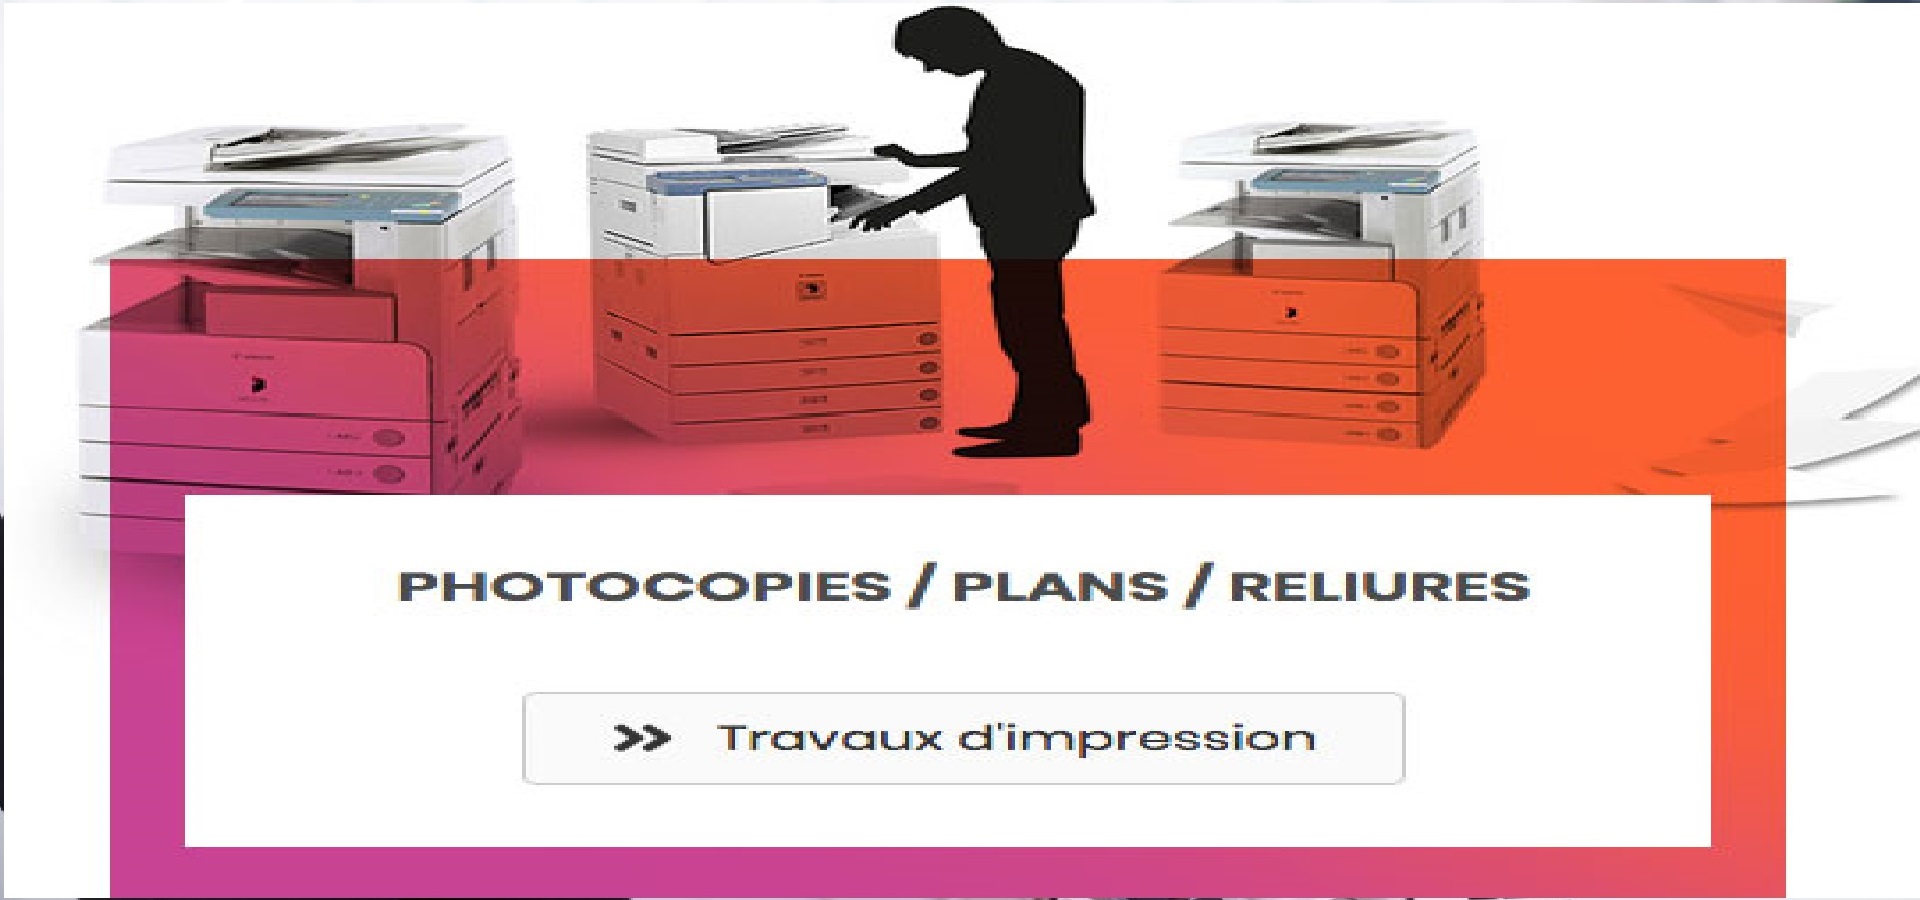 PHOTOCOPIES / PLANS / RELIURES
>> Travaux d'impression